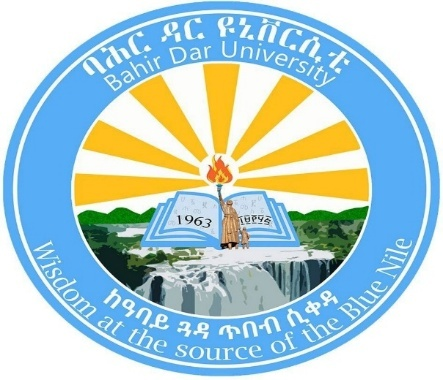 ባሕር ዳር ዩኒቨርሲቲ
Bahir Dar University
1963
ከዓባይ ጓዳ ጥበብ ሲቀዳ
Wisdom at the source of the Blue Nile